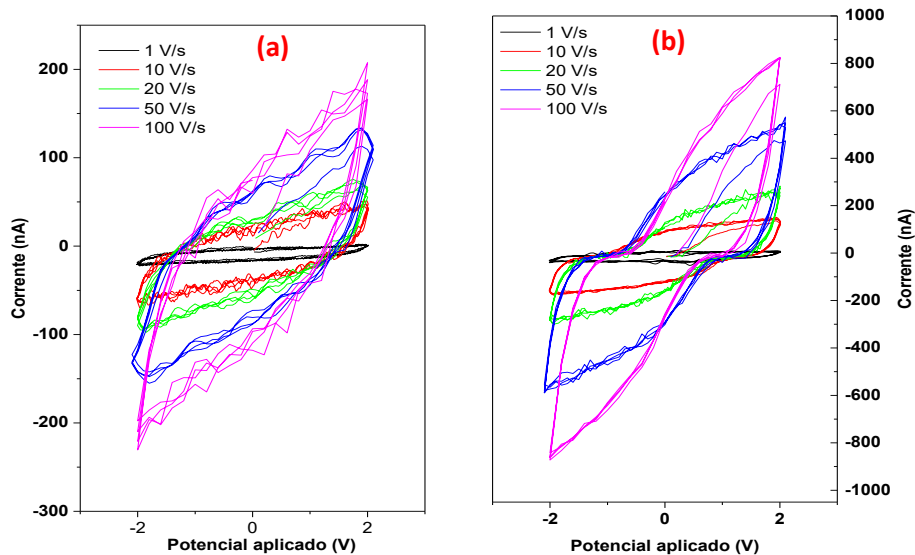 (a)
1 V/s
10 V/s
20 V/s
50 V/s
100 V/s
200
100
0
-100
-200
-300
Corrente (nA)
-2
0
2
Potencial aplicado (V)
(b)
1 V/s
10 V/s
20 V/s
50 V/s
100 V/s
1000
800
600
400
200
0
-200
-400
-600
-800
-1000
Corrente (nA)
-2
0
2
Potencial aplicado (V)